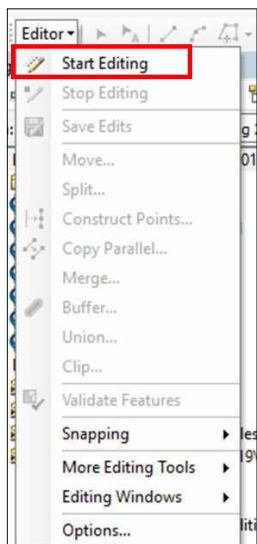 Editor
Start Editing
Stop Editing
Save Edits
Move...
Split...
Construct Points...
Copy Parallel...
Merge...
Buffer...
Union...
Clip...
Validate Features
Snapping
More Editing Tools
Editing Windows
Options...